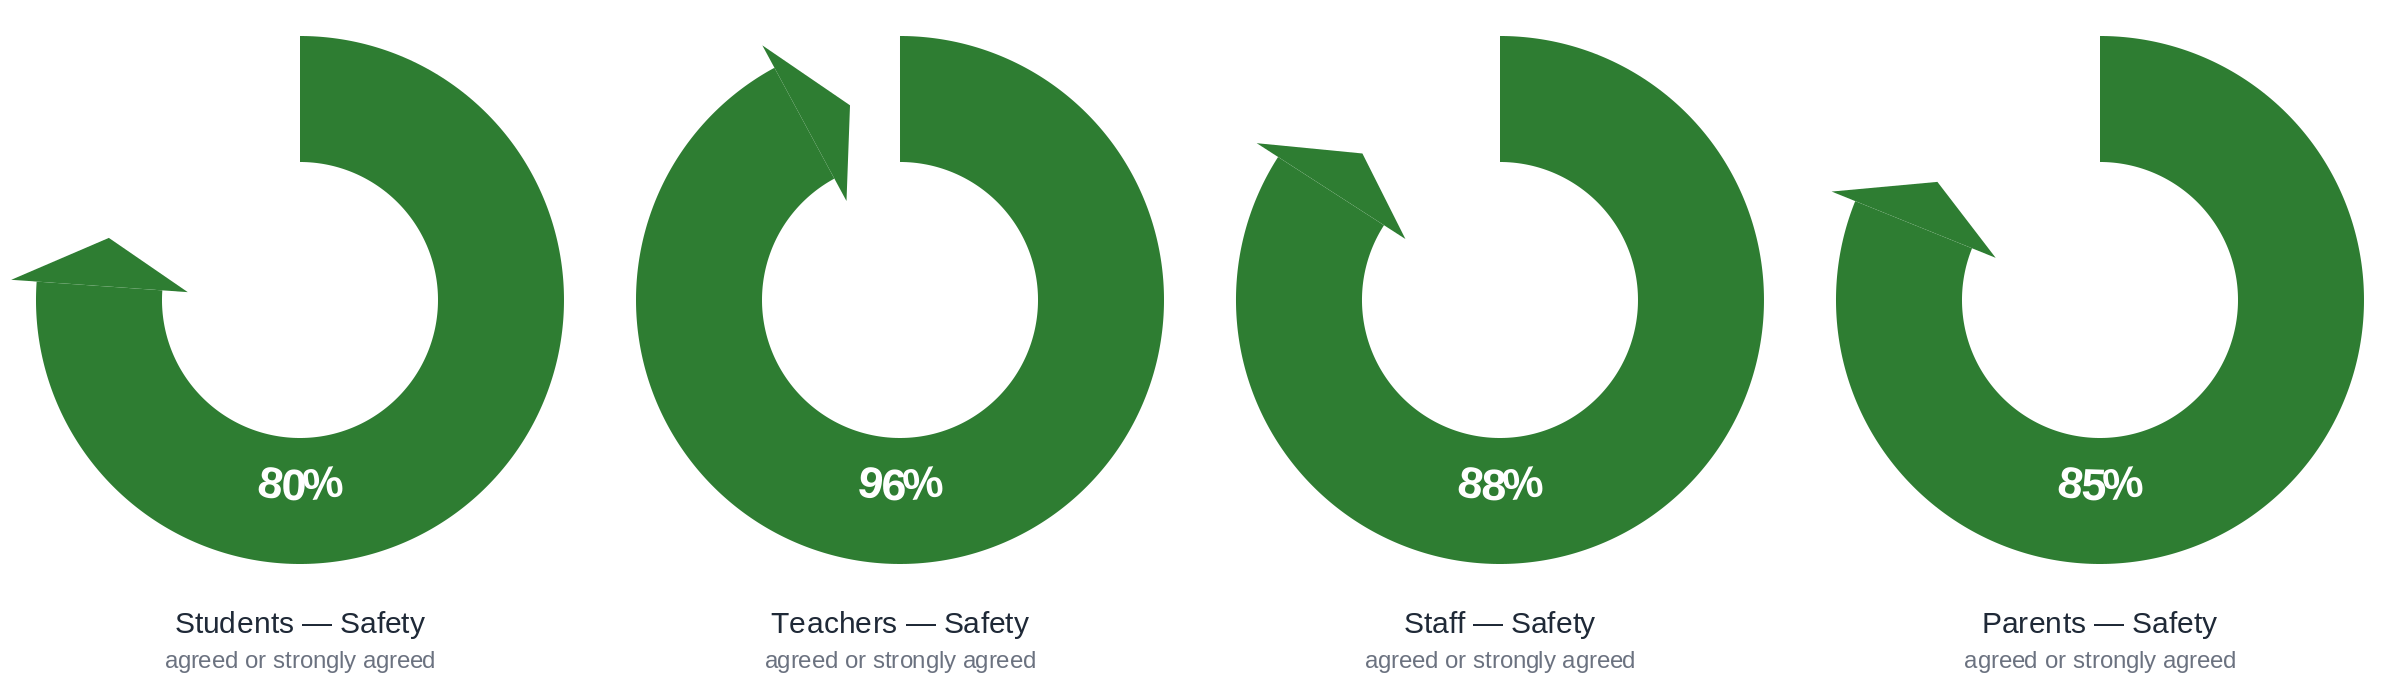 80%
96%
88%
85%
Students — Safety
agreed or strongly agreed
Teachers — Safety
agreed or strongly agreed
Staff — Safety
agreed or strongly agreed
Parents — Safety
agreed or strongly agreed